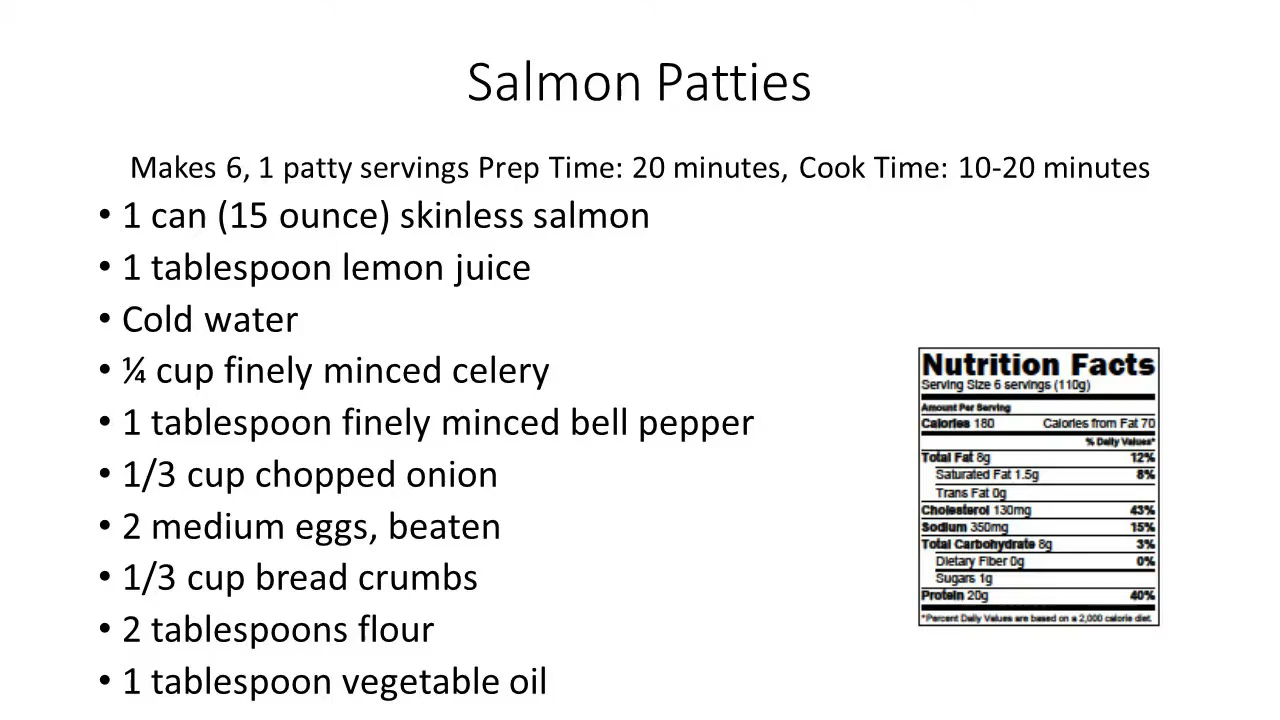 Salmon Patties
Makes 6, 1 patty servings Prep Time: 20 minutes, Cook Time: 10-20 minutes
• 1 can (15 ounce) skinless salmon
• 1 tablespoon lemon juice
• Cold water
• ¼ cup finely minced celery
• 1 tablespoon finely minced bell pepper
• 1/3 cup chopped onion
• 2 medium eggs, beaten
• 1/3 cup bread crumbs
• 2 tablespoons flour
• 1 tablespoon vegetable oil
Nutrition Facts
Serving Size 6 servings (110g)
Amount Per Serving
Calories 180 Calories from Fat 70
% Daily Values*
Total Fat 8g 12%
Saturated Fat 1.5g 8%
Trans Fat 0g
Cholesterol 130mg 43%
Sodium 350mg 15%
Total Carbohydrate 8g 3%
Dietary Fiber 0g 0%
Sugars 1g
Protein 20g 40%
*Percent Daily Values are based on a 2,000 calorie diet.